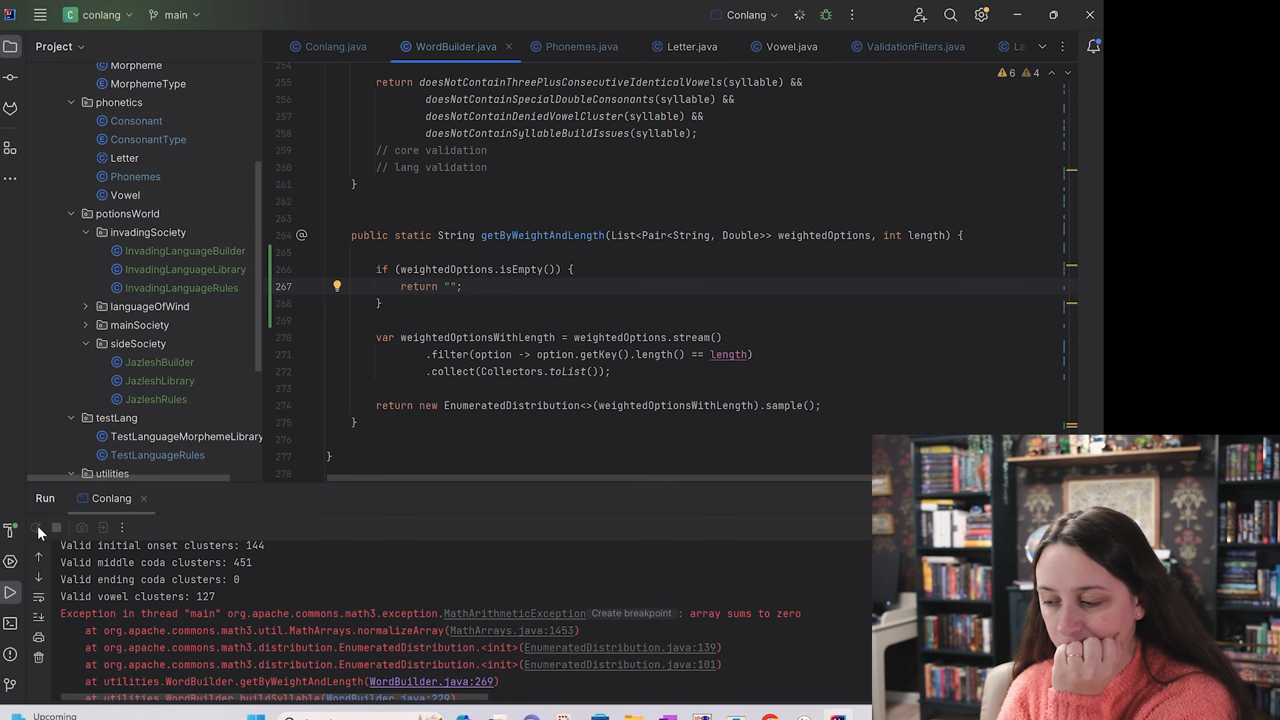 conlang
main
Conlang
Project
Conlang.java
WordBuilder.java
Phonemes.java
Letter.java
Vowel.java
ValidationFilters.java
La
Morpheme
MorphemeType
phonetics
Consonant
ConsonantType
Letter
Phonemes
Vowel
potionsWorld
invadingSociety
InvadingLanguageBuilder
InvadingLanguageLibrary
InvadingLanguageRules
languageOfWind
mainSociety
sideSociety
JazleshBuilder
JazleshLibrary
JazleshRules
testLang
TestLanguageMorphemeLibrary
TestLanguageRules
utilities
6 4
254
255 return doesNotContainThreePlusConsecutiveIdenticalVowels(syllable) &&
256 doesNotContainSpecialDoubleConsonants(syllable) &&
257 doesNotContainDeniedVowelCluster(syllable) &&
258 doesNotContainSyllableBuildIssues(syllable);
259 // core validation
260 // lang validation
261 }
262
263
264 public static String getByWeightAndLength(List<Pair<String, Double>> weightedOptions, int length) {
265
266 if (weightedOptions.isEmpty()) {
267 return "";
268 }
269
270 var weightedOptionsWithLength = weightedOptions.stream()
271 .filter(option -> option.getKey().length() == length)
272 .collect(Collectors.toList());
273
274 return new EnumeratedDistribution<>(weightedOptionsWithLength).sample();
275 }
276
277 }
278
Run
Conlang
Valid initial onset clusters: 144
Valid middle coda clusters: 451
Valid ending coda clusters: 0
Valid vowel clusters: 127
Exception in thread "main" org.apache.commons.math3.exception.MathArithmeticException Create breakpoint : array sums to zero
at org.apache.commons.math3.util.MathArrays.normalizeArray(MathArrays.java:1453)
at org.apache.commons.math3.distribution.EnumeratedDistribution.<init>(EnumeratedDistribution.java:139)
at org.apache.commons.math3.distribution.EnumeratedDistribution.<init>(EnumeratedDistribution.java:101)
at utilities.WordBuilder.getByWeightAndLength(WordBuilder.java:269)
at utilities.WordBuilder.buildSyllable(WordBuilder.java:229)
Upcoming